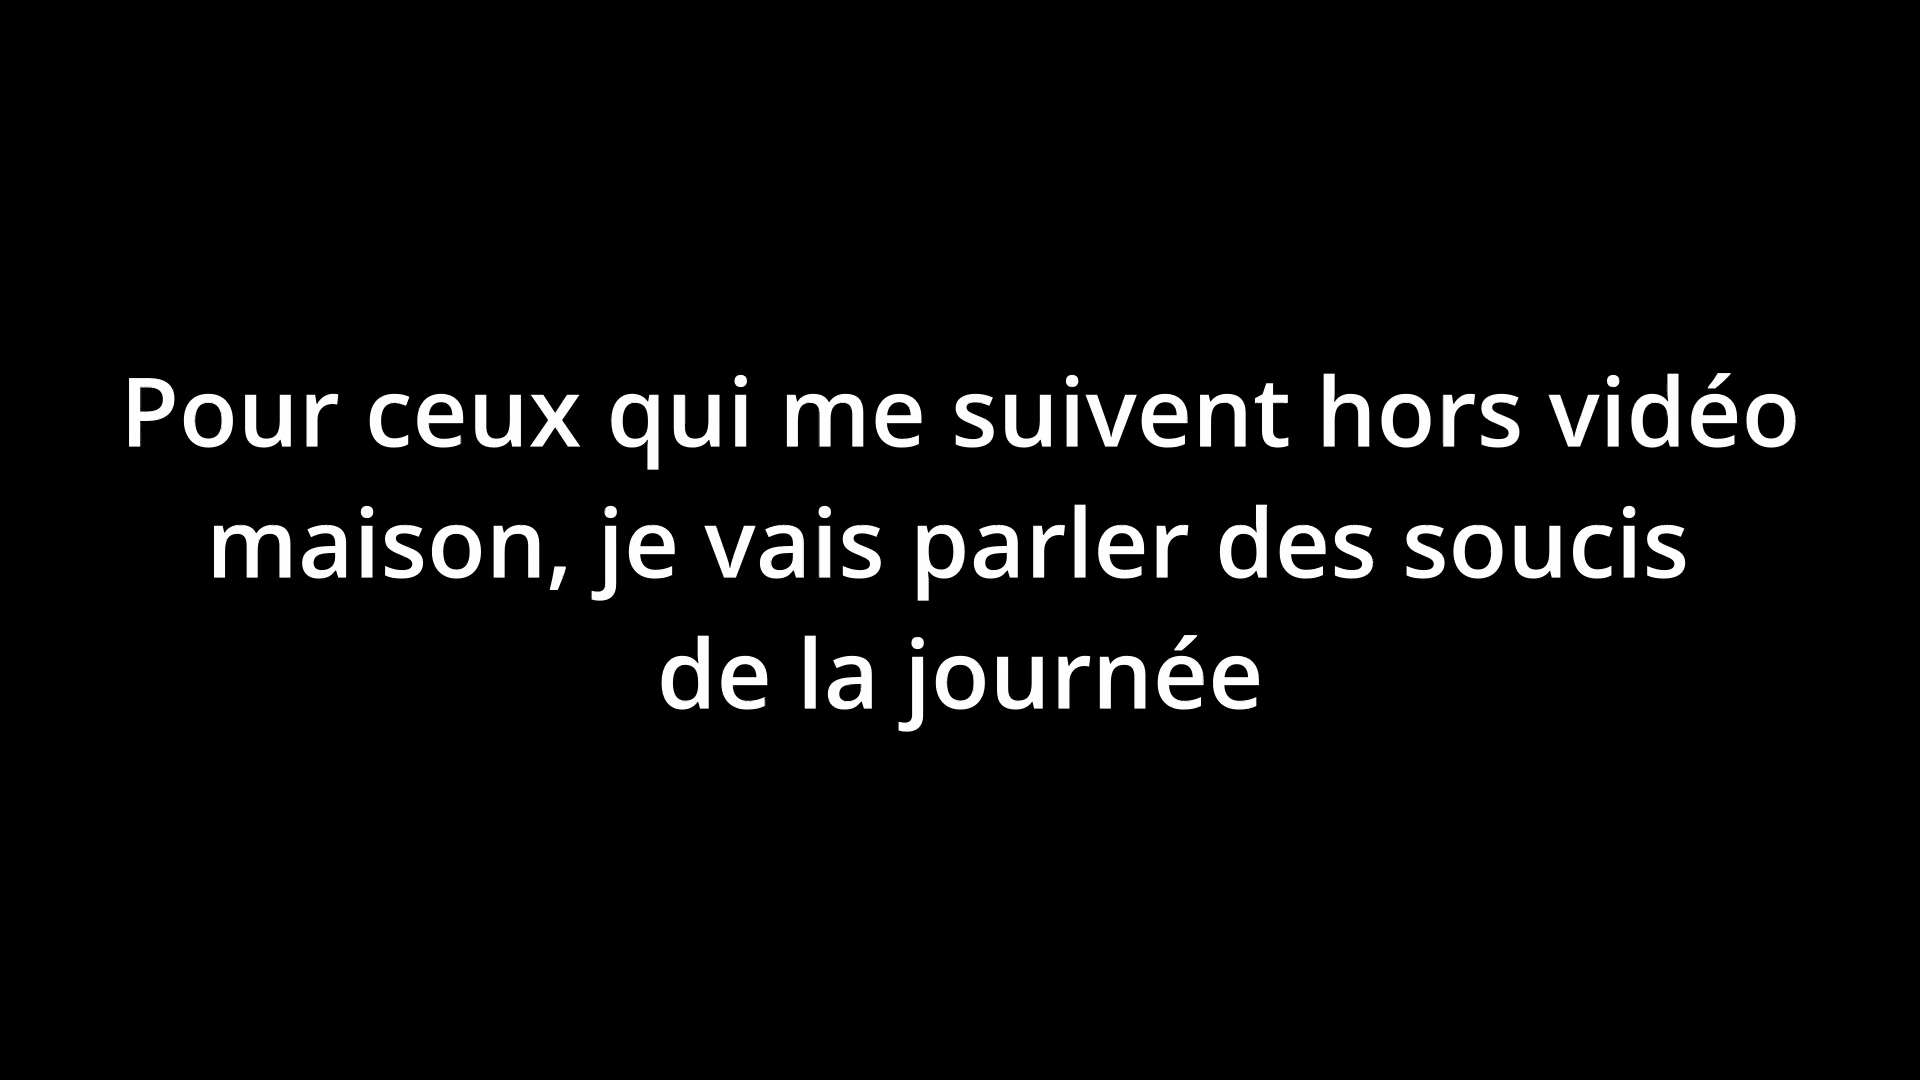 Pour ceux qui me suivent hors vidéo
maison, je vais parler des soucis
de la journée